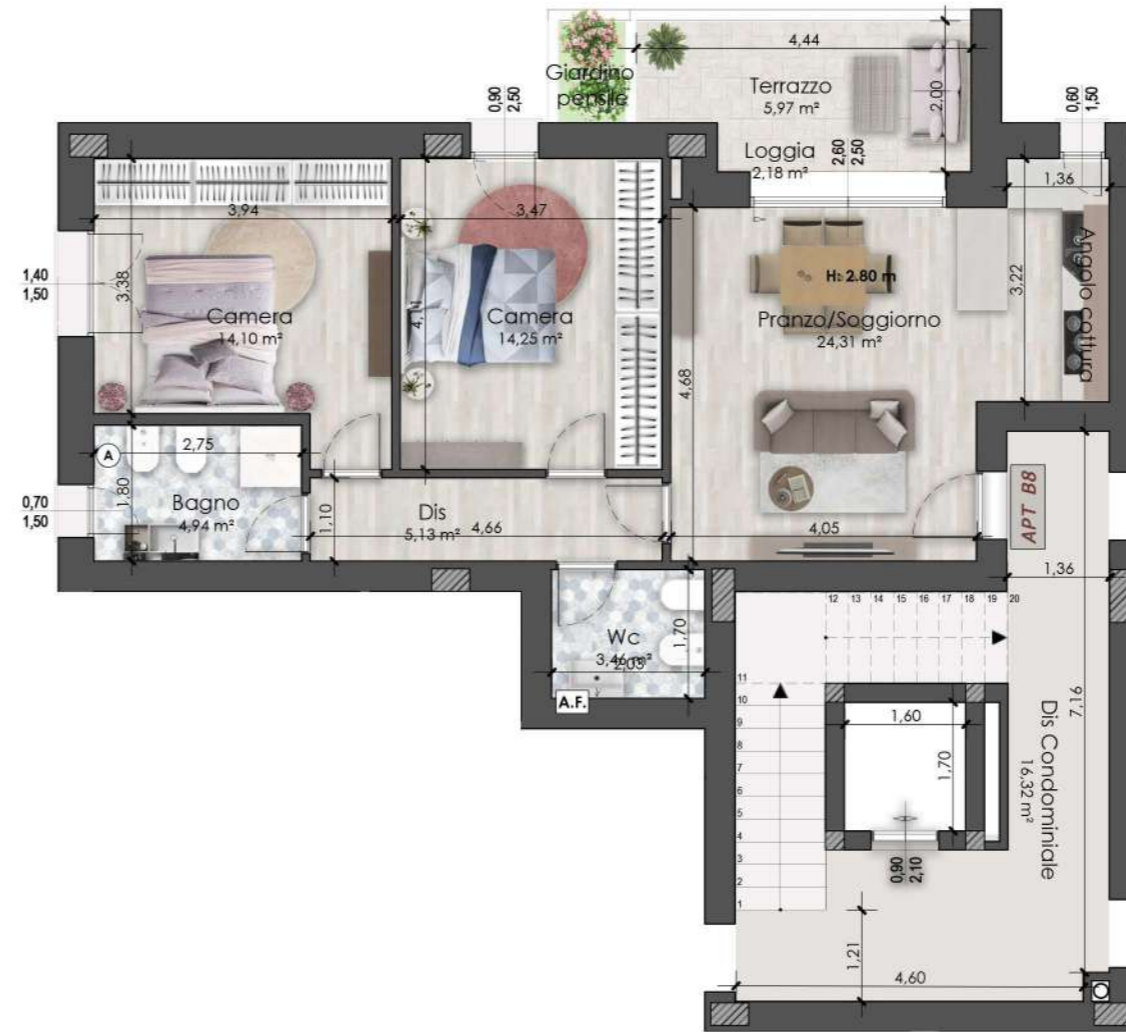 4,44
Giardino
pensile
Terrazzo
5,97 m²
2,00
0,90
2,50
0,60
1,50
Loggia
2,18 m²
2,60
2,50
1,36
3,94
3,47
H: 2.80 m
Angolo cottura
3,22
1,40
1,50
3,38
Camera
14,10 m²
Camera
14,25 m²
Pranzo/Soggiorno
24,31 m²
4,68
A
2,75
Bagno
4,94 m²
1,80
0,70
1,50
1,10
Dis
5,13 m²
4,66
4,05
APT B8
1,36
Wc
3,46 m²
2,03
1,70
A.F.
12 13 14 15 16 17 18 19 20
11
10
9
8
7
6
5
4
3
2
1
1,60
1,70
0,90
2,10
7,16
Dis Condominiale
16,32 m²
1,21
4,60